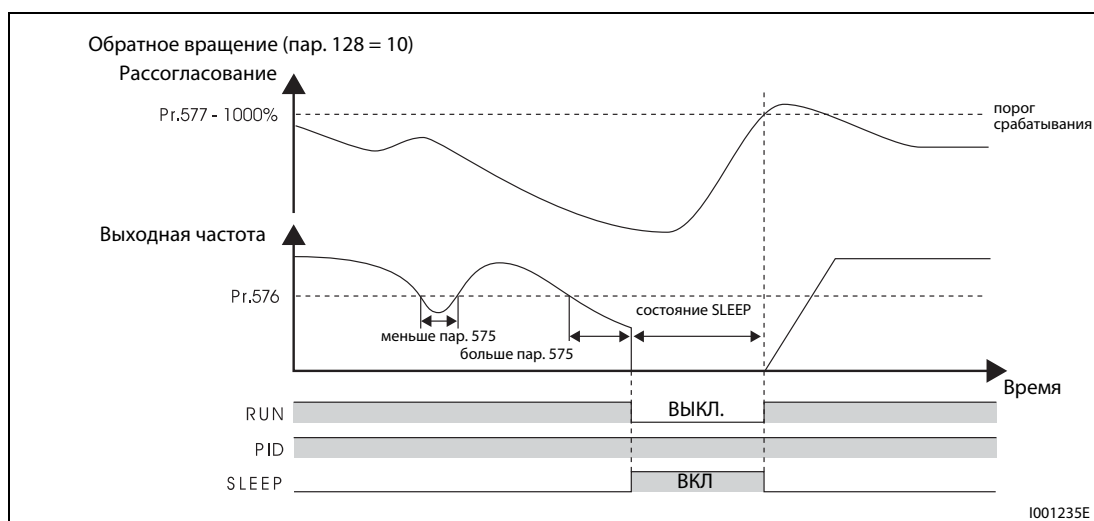 Обратное вращение (пар. 128 = 10)
Рассогласование
Pr.577 - 1000%
порог
срабатывания
Выходная частота
Pr.576
состояние SLEEP
меньше пар. 575
больше пар. 575
Время
RUN
ВЫКЛ.
PID
SLEEP
ВКЛ
I001235E